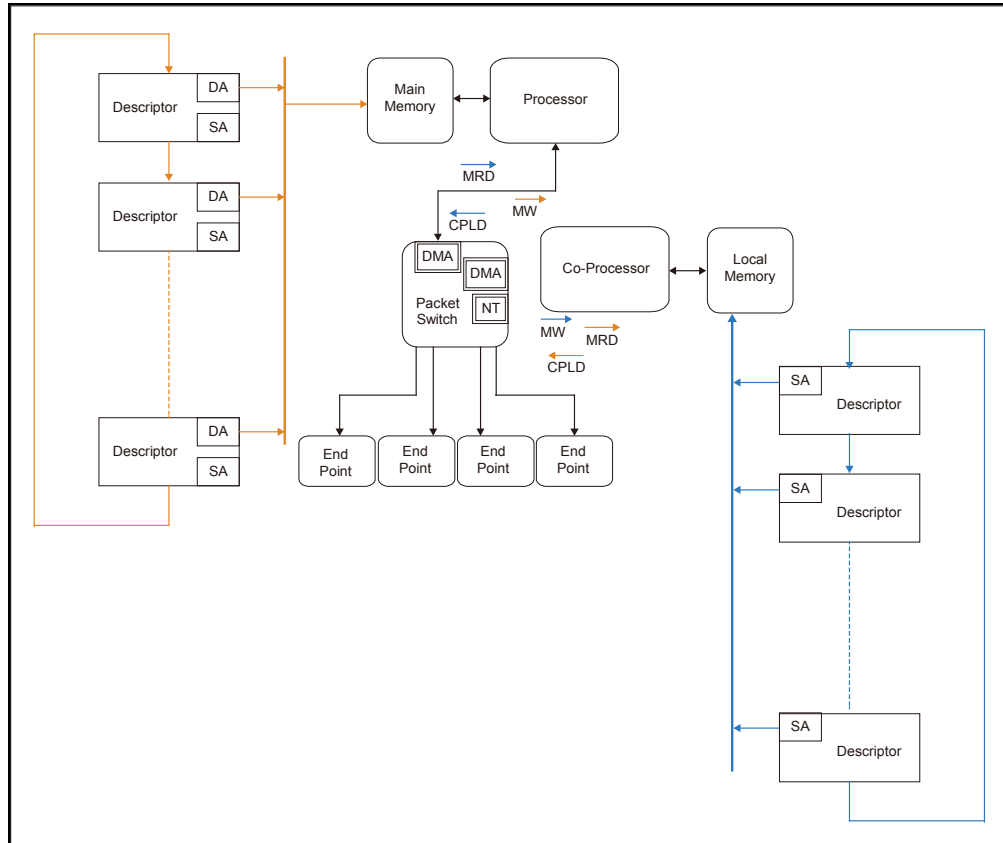 DA
Descriptor
SA
DA
Descriptor
SA
DA
Descriptor
SA
Main
Memory
Processor
MRD
MW
CPLD
DMA
DMA
NT
Packet
Switch
Co-Processor
Local
Memory
MW
MRD
CPLD
End
Point
End
Point
End
Point
End
Point
SA
Descriptor
SA
Descriptor
SA
Descriptor